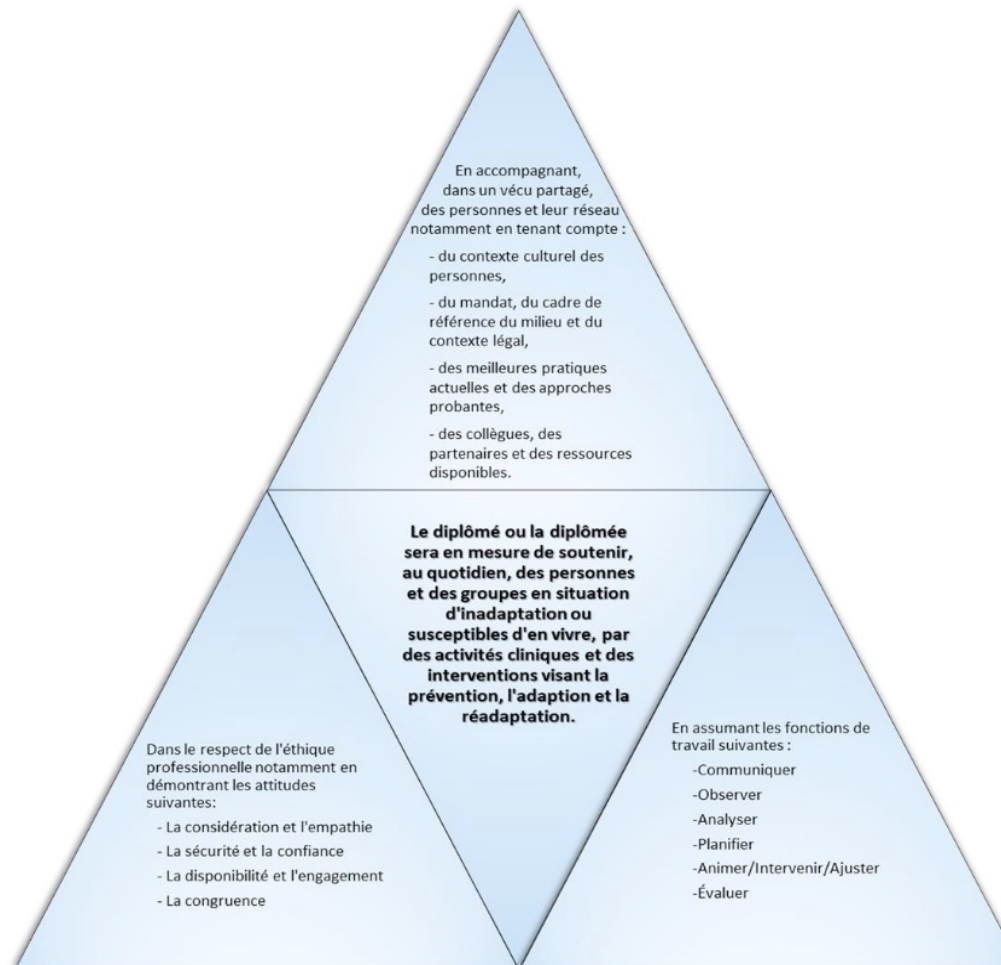 En accompagnant,
dans un vécu partagé,
des personnes et leur réseau
notamment en tenant compte :
- du contexte culturel des
personnes,
- du mandat, du cadre de
référence du milieu et du
contexte légal,
- des meilleures pratiques
actuelles et des approches
probantes,
- des collègues, des
partenaires et des ressources
disponibles.
Le diplômé ou la diplômée
sera en mesure de soutenir,
au quotidien, des personnes
et des groupes en situation
d'inadaptation ou
susceptibles d'en vivre, par
des activités cliniques et des
interventions visant la
prévention, l'adaption et la
réadaptation.
Dans le respect de l'éthique
professionnelle notamment en
démontrant les attitudes
suivantes:
- La considération et l'empathie
- La sécurité et la confiance
- La disponibilité et l'engagement
- La congruence
En assumant les fonctions de
travail suivantes :
-Communiquer
-Observer
-Analyser
-Planifier
-Animer/Intervenir/Ajuster
-Évaluer